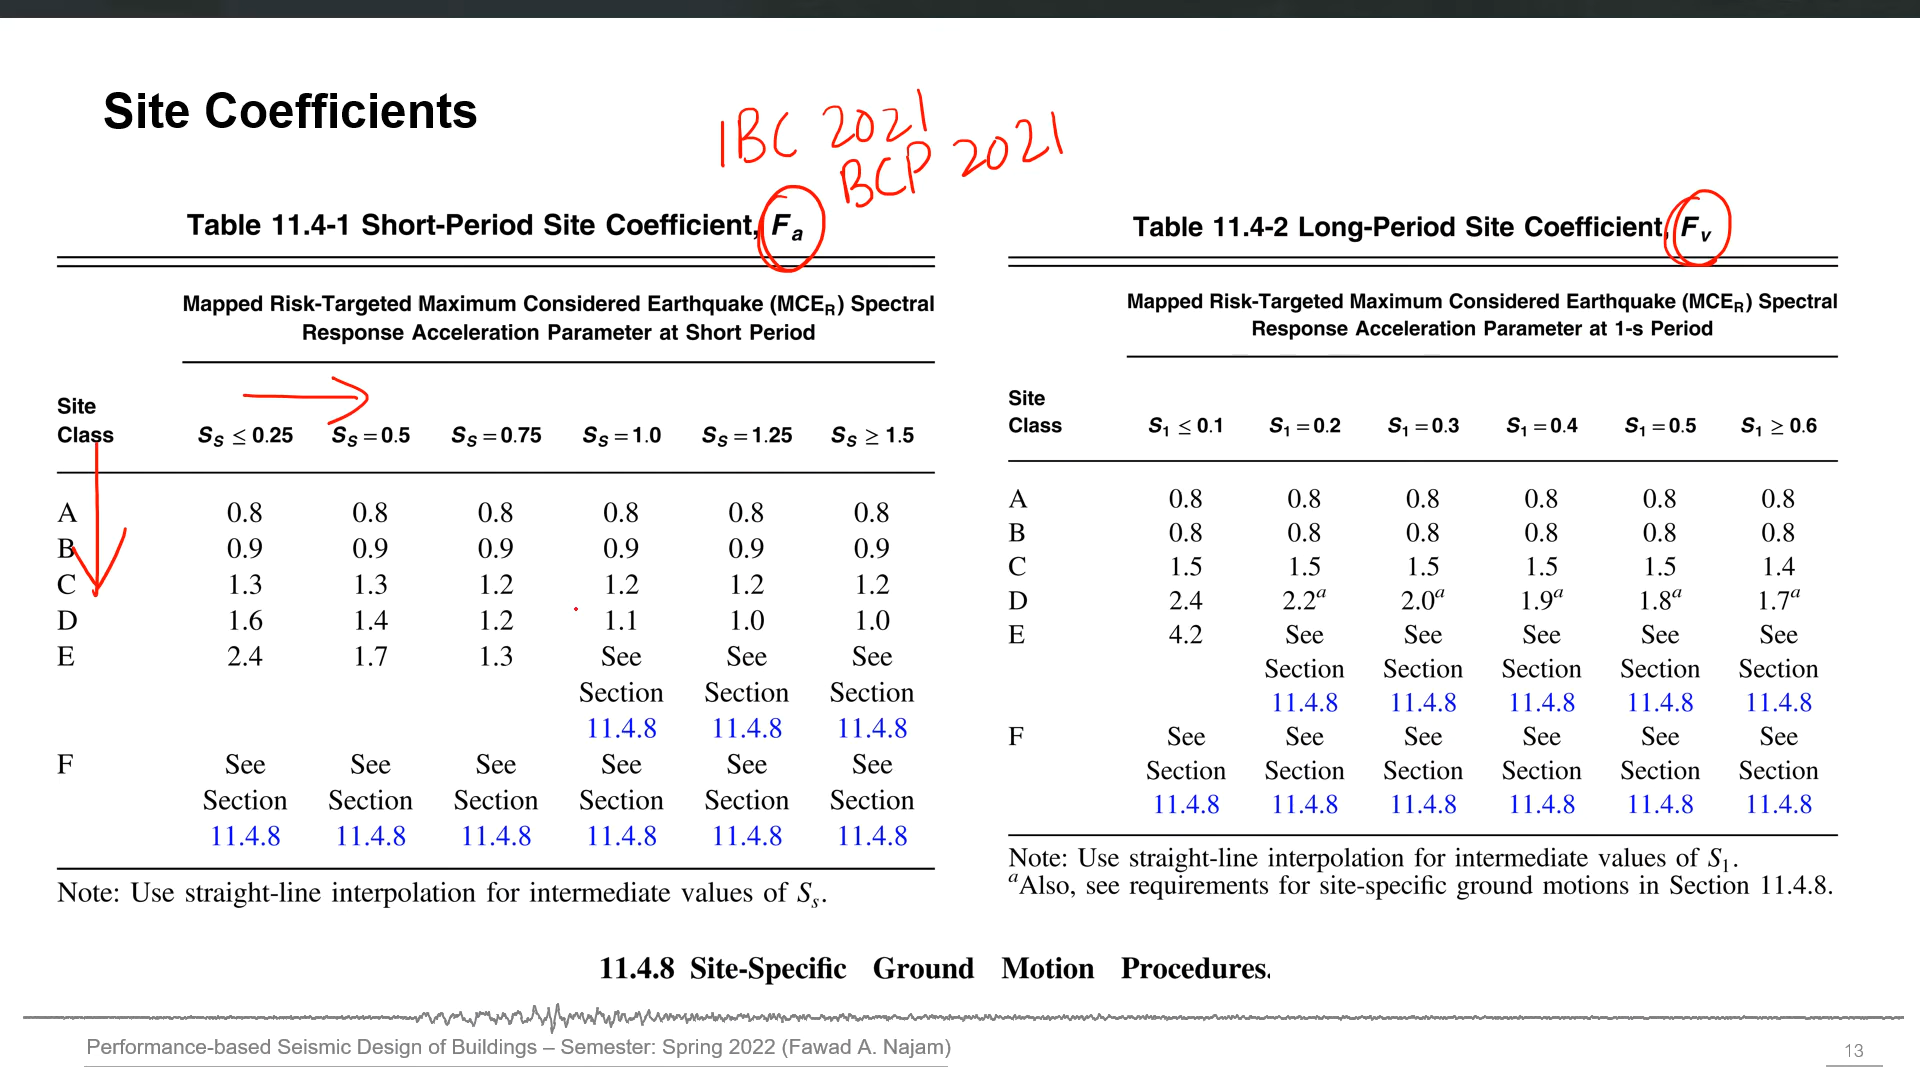 Site Coefficients
IBC 2021
BCP 2021
Table 11.4-1 Short-Period Site Coefficient, Fa
Mapped Risk-Targeted Maximum Considered Earthquake (MCER) Spectral
Response Acceleration Parameter at Short Period
Site
Class SS ≤ 0.25 SS = 0.5 SS = 0.75 SS = 1.0 SS = 1.25 SS ≥ 1.5
A 0.8 0.8 0.8 0.8 0.8 0.8
B 0.9 0.9 0.9 0.9 0.9 0.9
C 1.3 1.3 1.2 1.2 1.2 1.2
D 1.6 1.4 1.2 1.1 1.0 1.0
E 2.4 1.7 1.3 See See See
Section Section Section
11.4.8 11.4.8 11.4.8
F See See See See See See
Section Section Section Section Section Section
11.4.8 11.4.8 11.4.8 11.4.8 11.4.8 11.4.8
Note: Use straight-line interpolation for intermediate values of Ss.
Table 11.4-2 Long-Period Site Coefficient, Fv
Mapped Risk-Targeted Maximum Considered Earthquake (MCER) Spectral
Response Acceleration Parameter at 1-s Period
Site
Class S1 ≤ 0.1 S1 = 0.2 S1 = 0.3 S1 = 0.4 S1 = 0.5 S1 ≥ 0.6
A 0.8 0.8 0.8 0.8 0.8 0.8
B 0.8 0.8 0.8 0.8 0.8 0.8
C 1.5 1.5 1.5 1.5 1.5 1.4
D 2.4 2.2a 2.0a 1.9a 1.8a 1.7a
E 4.2 See See See See See
Section Section Section Section Section
11.4.8 11.4.8 11.4.8 11.4.8 11.4.8
F See See See See See See
Section Section Section Section Section Section
11.4.8 11.4.8 11.4.8 11.4.8 11.4.8 11.4.8
Note: Use straight-line interpolation for intermediate values of S1.
aAlso, see requirements for site-specific ground motions in Section 11.4.8.
11.4.8 Site-Specific Ground Motion Procedures.
Performance-based Seismic Design of Buildings – Semester: Spring 2022 (Fawad A. Najam)
13